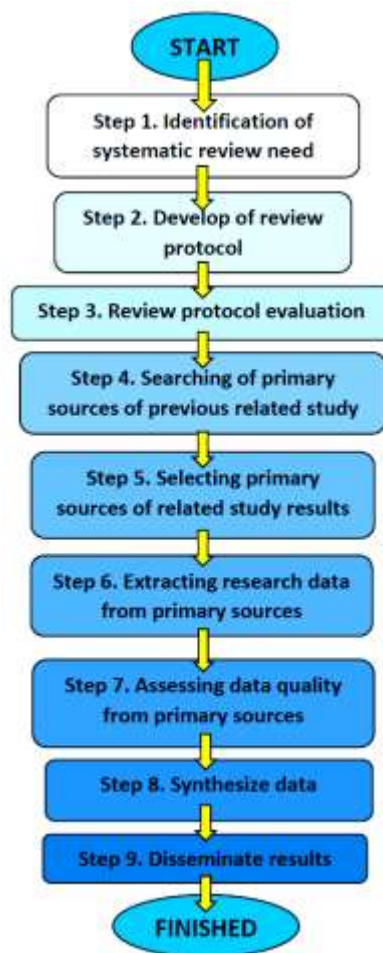 START
Step 1. Identification of
systematic review need
Step 2. Develop of review
protocol
Step 3. Review protocol evaluation
Step 4. Searching of primary
sources of previous related study
Step 5. Selecting primary
sources of related study results
Step 6. Extracting research data
from primary sources
Step 7. Assessing data quality
from primary sources
Step 8. Synthesize data
Step 9. Disseminate results
FINISHED